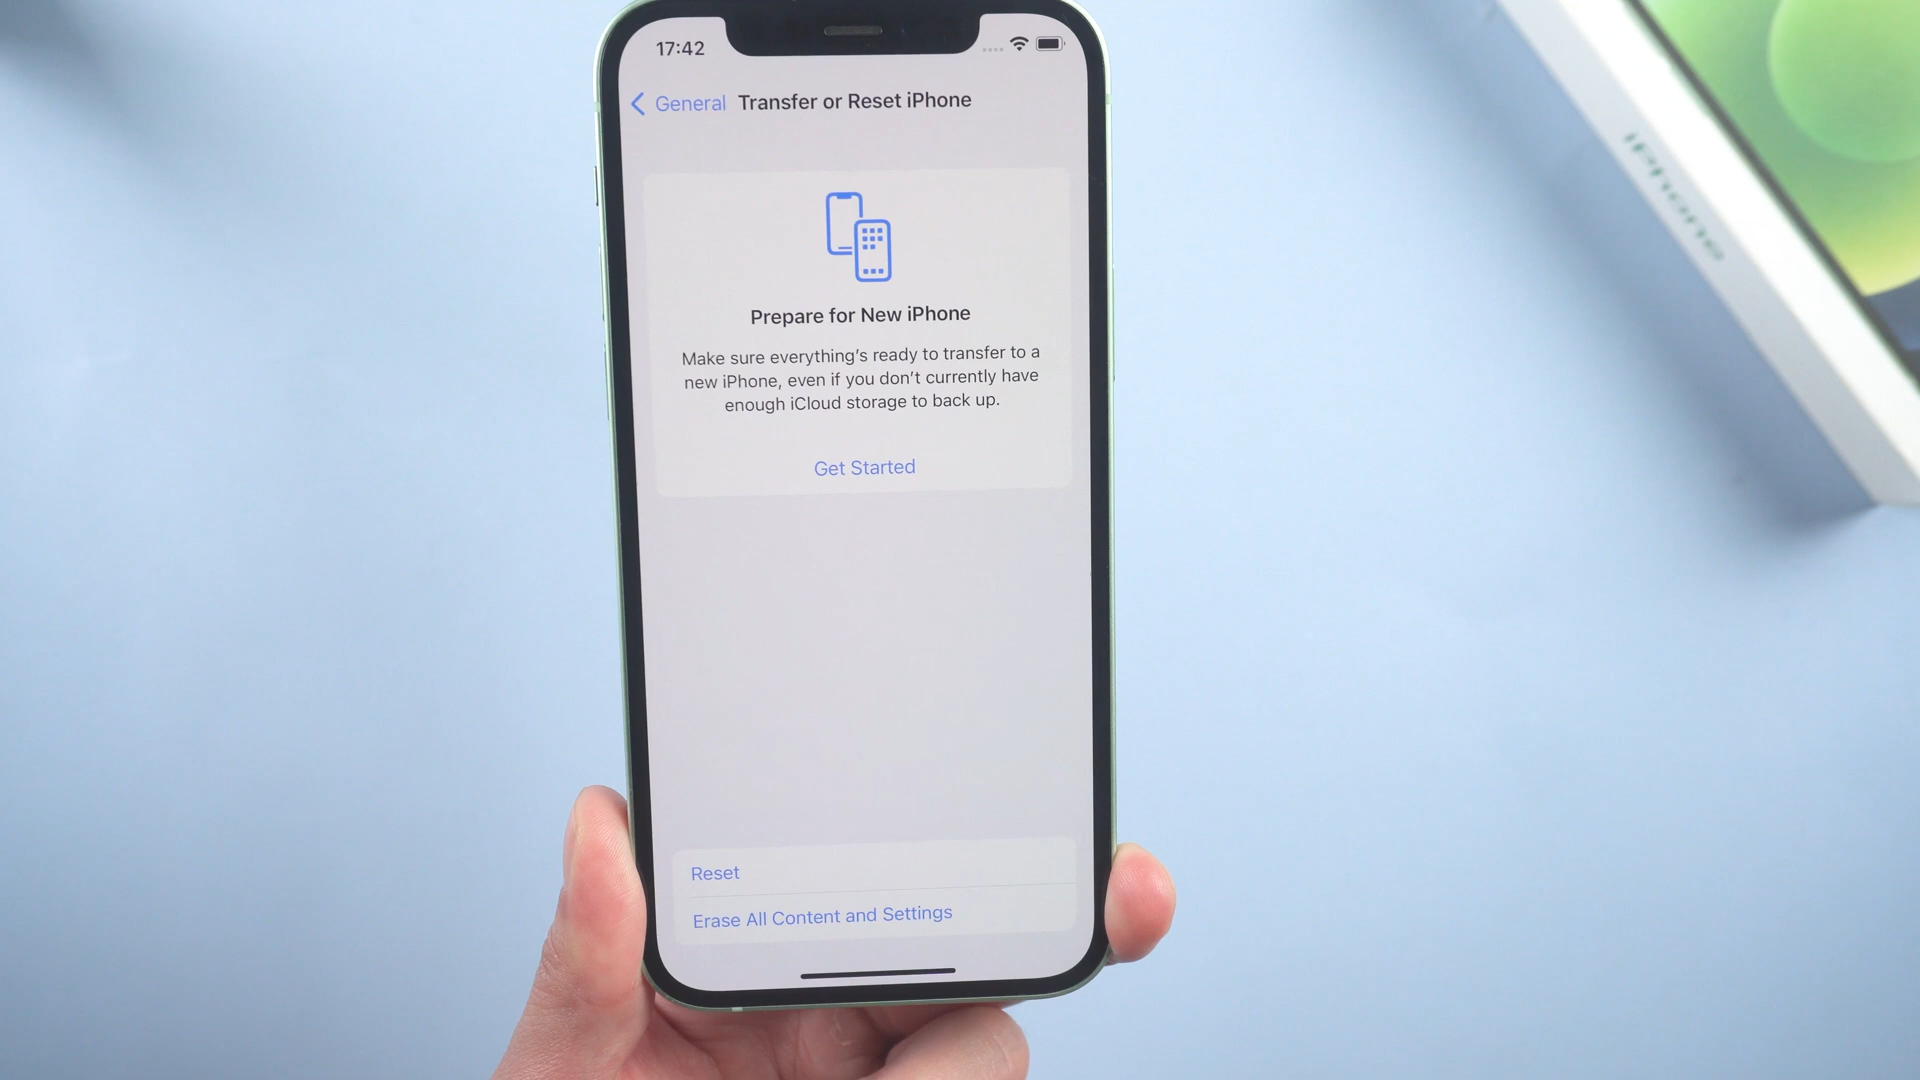 17:42
General Transfer or Reset iPhone
Prepare for New iPhone
Make sure everything's ready to transfer to a
new iPhone, even if you don't currently have
enough iCloud storage to back up.
Get Started
Reset
Erase All Content and Settings
iPhone